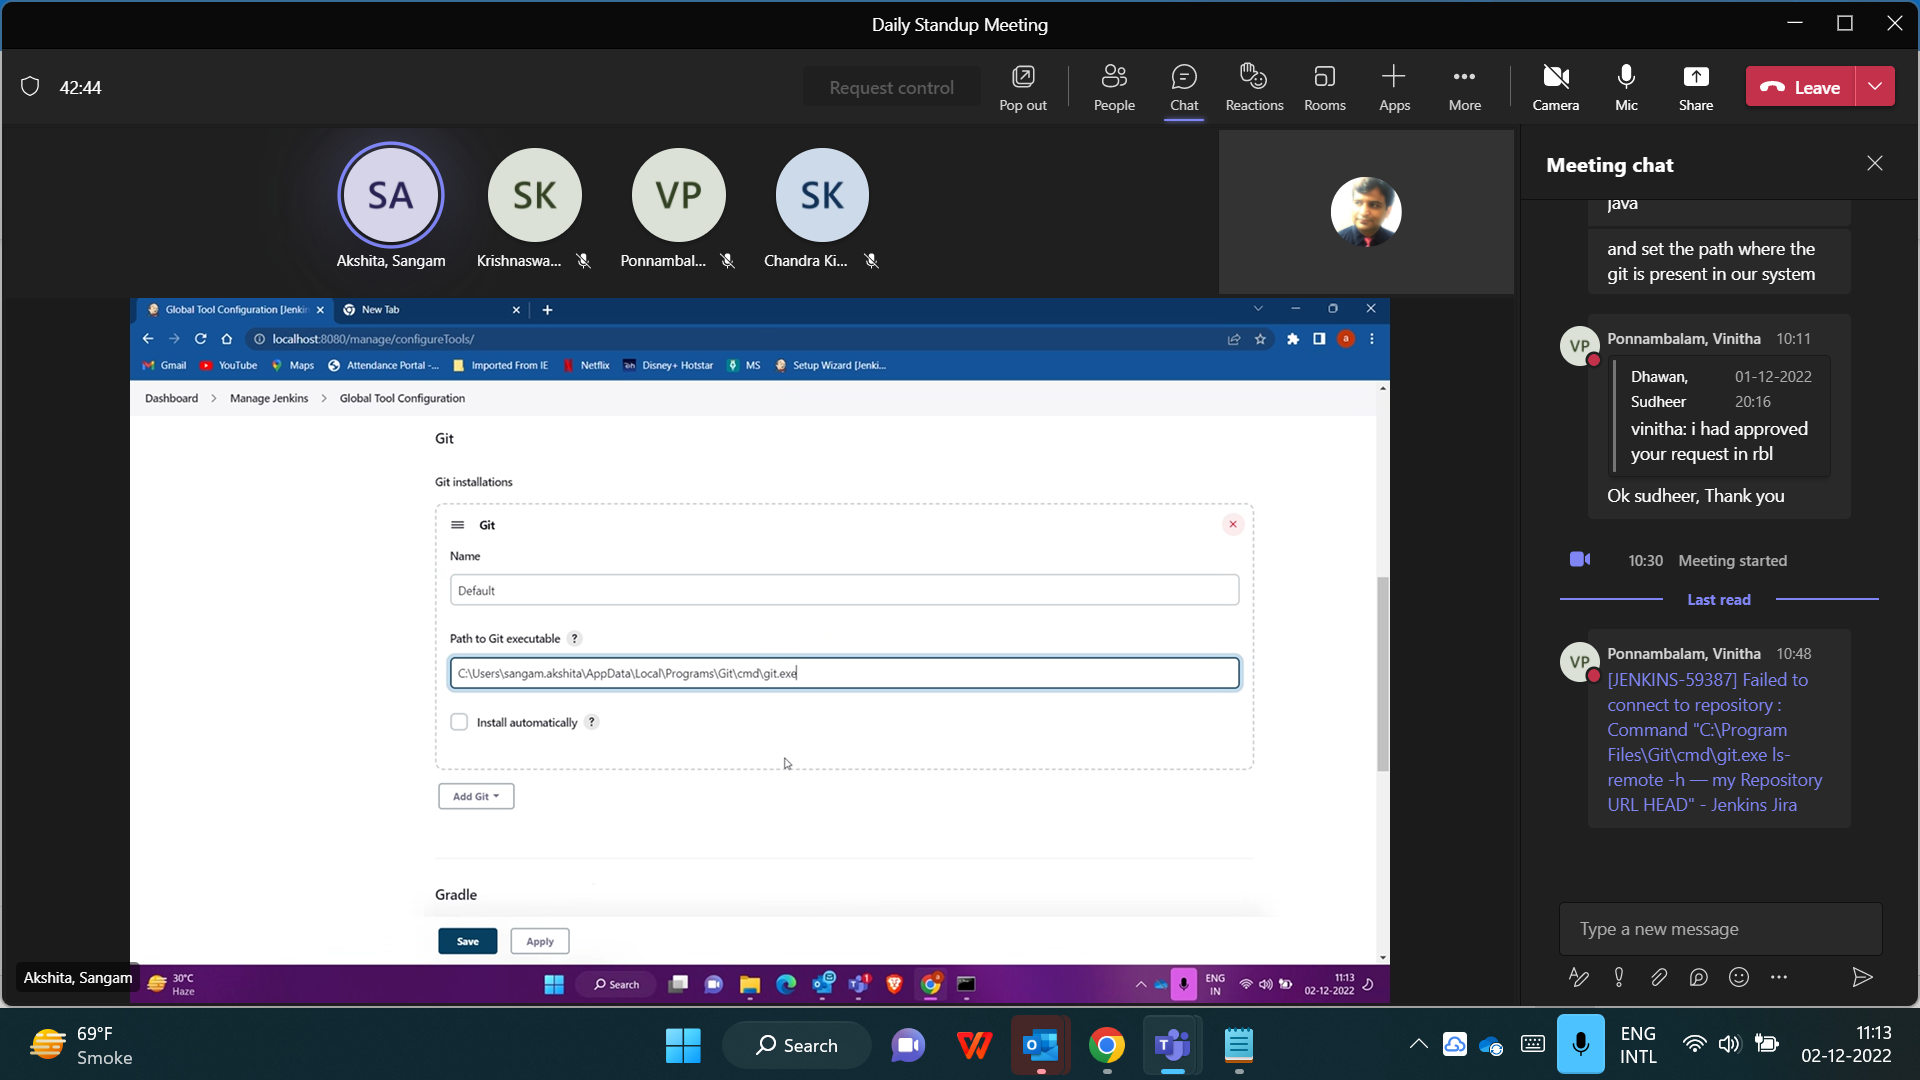 Daily Standup Meeting
42:44
Request control
Pop out
People
Chat
Reactions
Rooms
Apps
More
Camera
Mic
Share
Leave
SA
SK
VP
SK
Akshita, Sangam
Krishnaswa...
Ponnambal...
Chandra Ki...
Global Tool Configuration [Jenkin
New Tab
localhost:8080/manage/configureTools/
a
Gmail
YouTube
Maps
Attendance Portal -...
Imported From IE
Netflix
Disney+ Hotstar
MS
Setup Wizard [Jenki...
Dashboard > Manage Jenkins > Global Tool Configuration
Git
Git installations
Git
Name
Default
Path to Git executable ?
C:\Users\sangam.akshita\AppData\Local\Programs\Git\cmd\git.exe
Install automatically ?
Add Git
Gradle
Save
Apply
Akshita, Sangam
30°C
Haze
Search
ENG
IN
11:13
02-12-2022
Meeting chat
java
and set the path where the
git is present in our system
VP
Ponnambalam, Vinitha 10:11
Dhawan, 01-12-2022
Sudheer 20:16
vinitha: i had approved
your request in rbl
Ok sudheer, Thank you
10:30 Meeting started
Last read
VP
Ponnambalam, Vinitha 10:48
[JENKINS-59387] Failed to
connect to repository :
Command "C:\Program
Files\Git\cmd\git.exe ls-
remote -h — my Repository
URL HEAD" - Jenkins Jira
Type a new message
69°F
Smoke
Search
ENG
INTL
11:13
02-12-2022